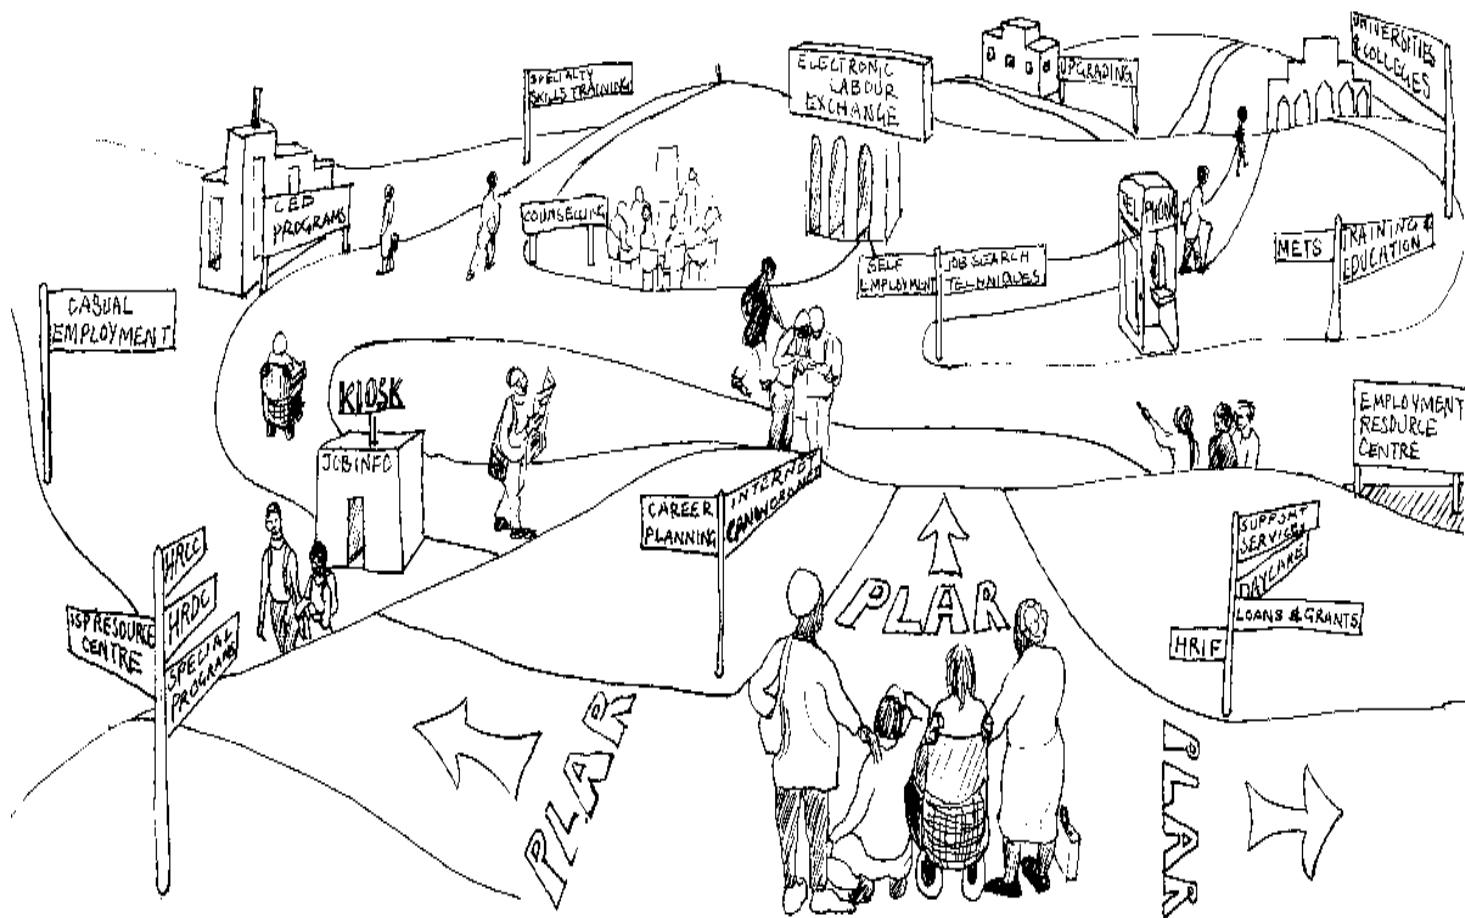 UNIVERSITIES
& COLLEGES
SPECIALTY
SKILLS TRAINING
ELECTRONIC
LABOUR
EXCHANGE
UPGRADING
CED
PROGRAMS
COUNSELLING
PHONE
METS
TRAINING &
EDUCATION
SELF
EMPLOYMENT
JOB SEARCH
TECHNIQUES
CASUAL
EMPLOYMENT
KIOSK
JOB INFO
EMPLOYMENT
RESOURCE
CENTRE
CAREER
PLANNING
INTERNET
SUPPORT
SERVICES
DAYCARE
LOANS & GRANTS
HRIF
HRCC
HRDC
SSP RESOURCE
CENTRE
SPECIAL
PROGRAMS
PLAR
PLAR
PLAR